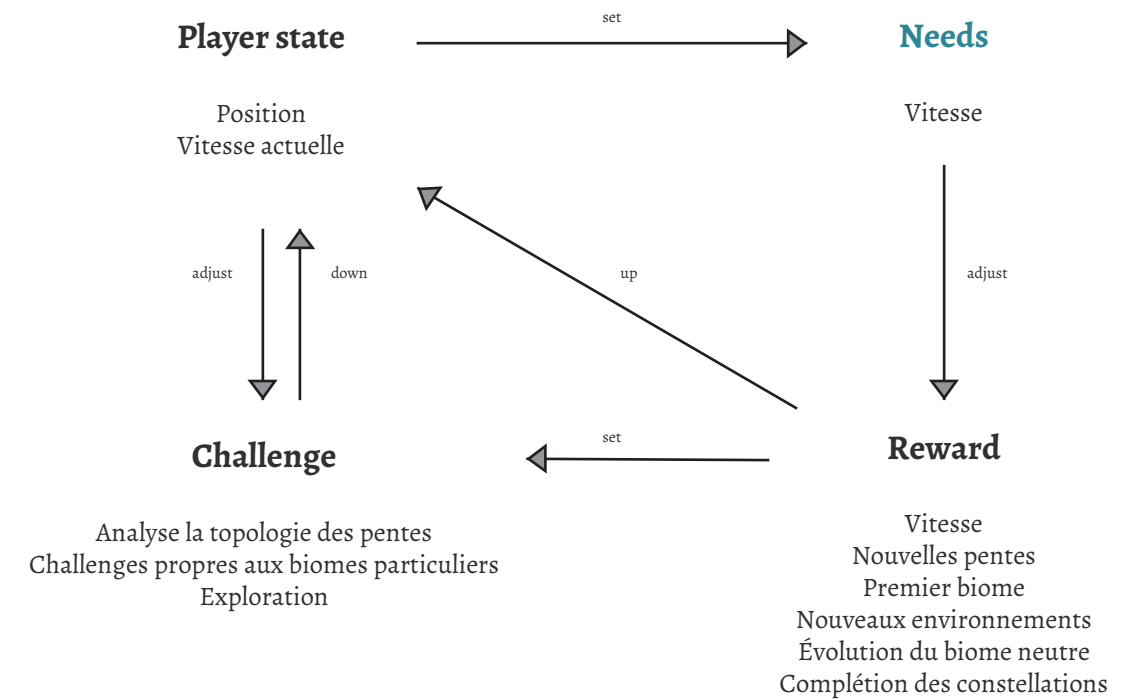 Player state
set
Needs
Position
Vitesse actuelle
Vitesse
adjust
down
up
adjust
Challenge
set
Reward
Analyse la topologie des pentes
Challenges propres aux biomes particuliers
Exploration
Vitesse
Nouvelles pentes
Premier biome
Nouveaux environnements
Évolution du biome neutre
Complétion des constellations